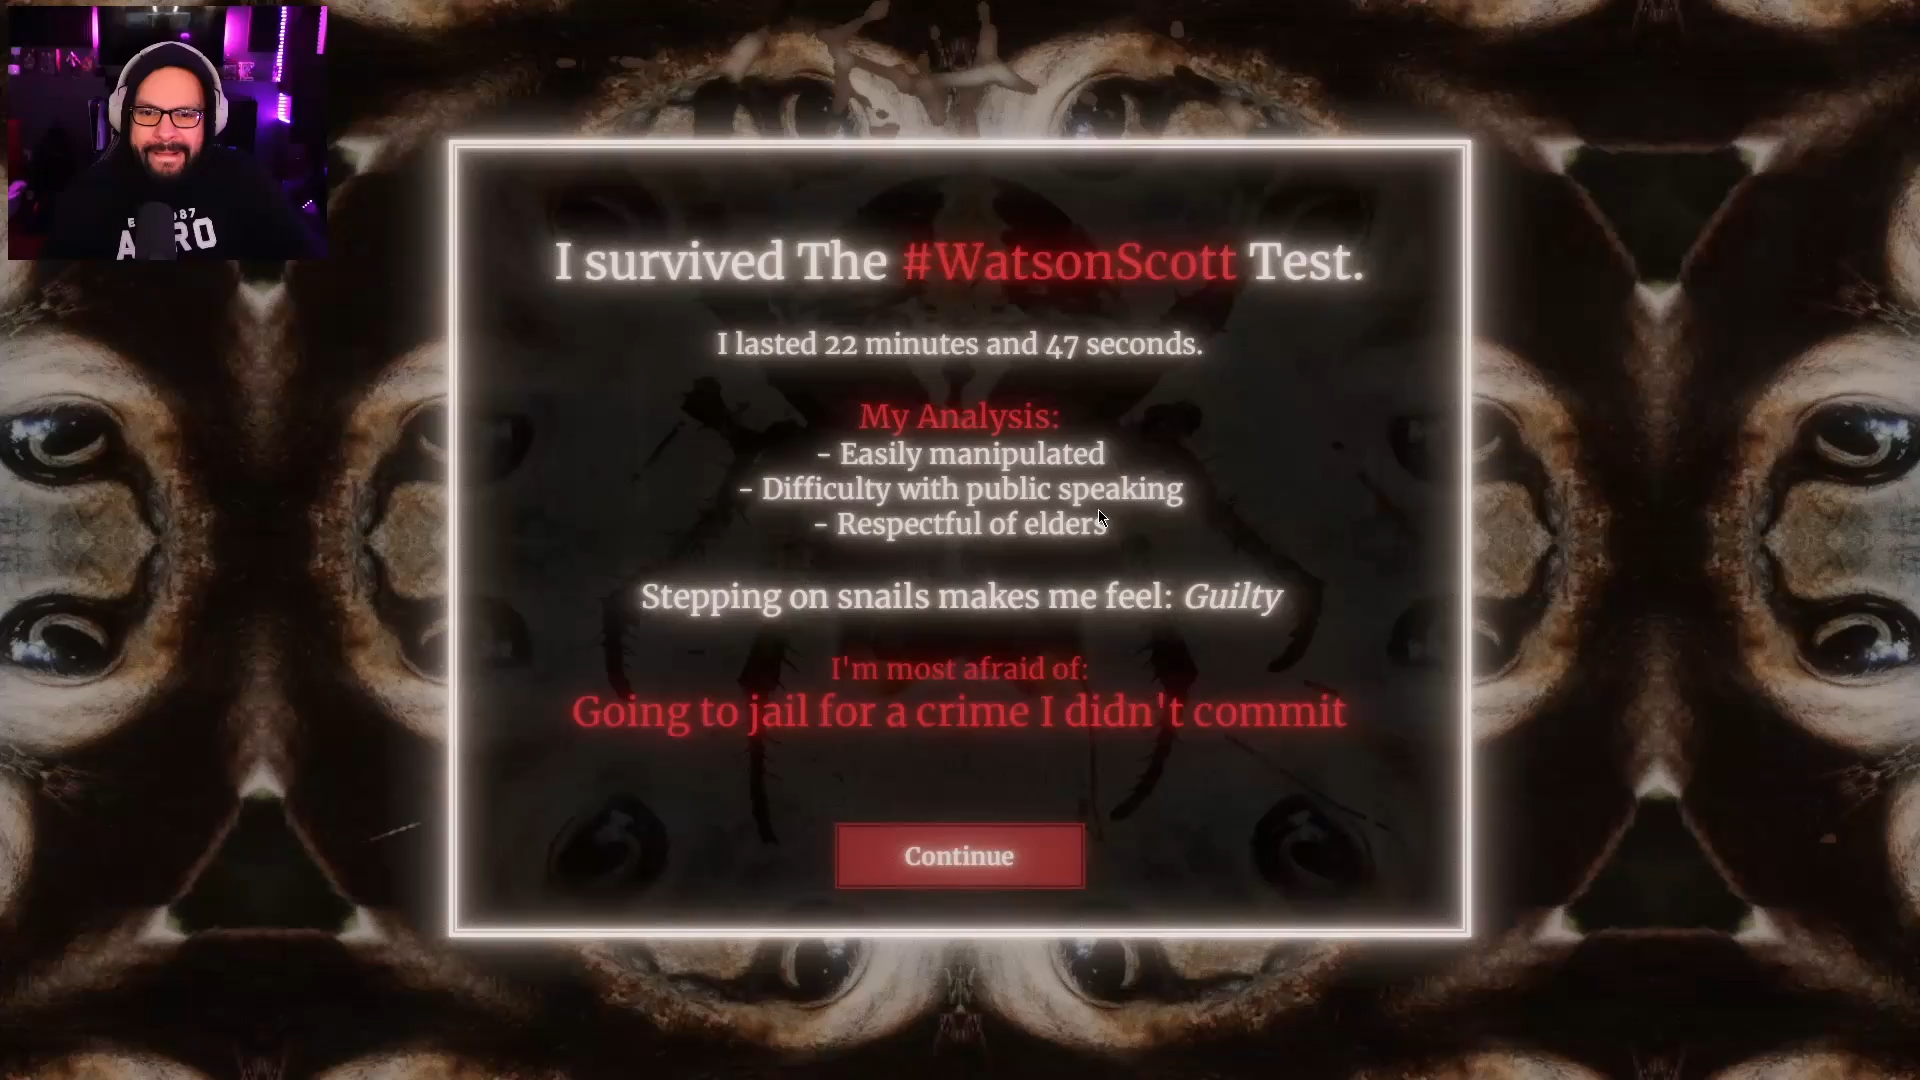 I survived The #WatsonScott Test.
I lasted 22 minutes and 47 seconds.
My Analysis:
- Easily manipulated
- Difficulty with public speaking
- Respectful of elders
Stepping on snails makes me feel: Guilty
I'm most afraid of:
Going to jail for a crime I didn't commit
Continue